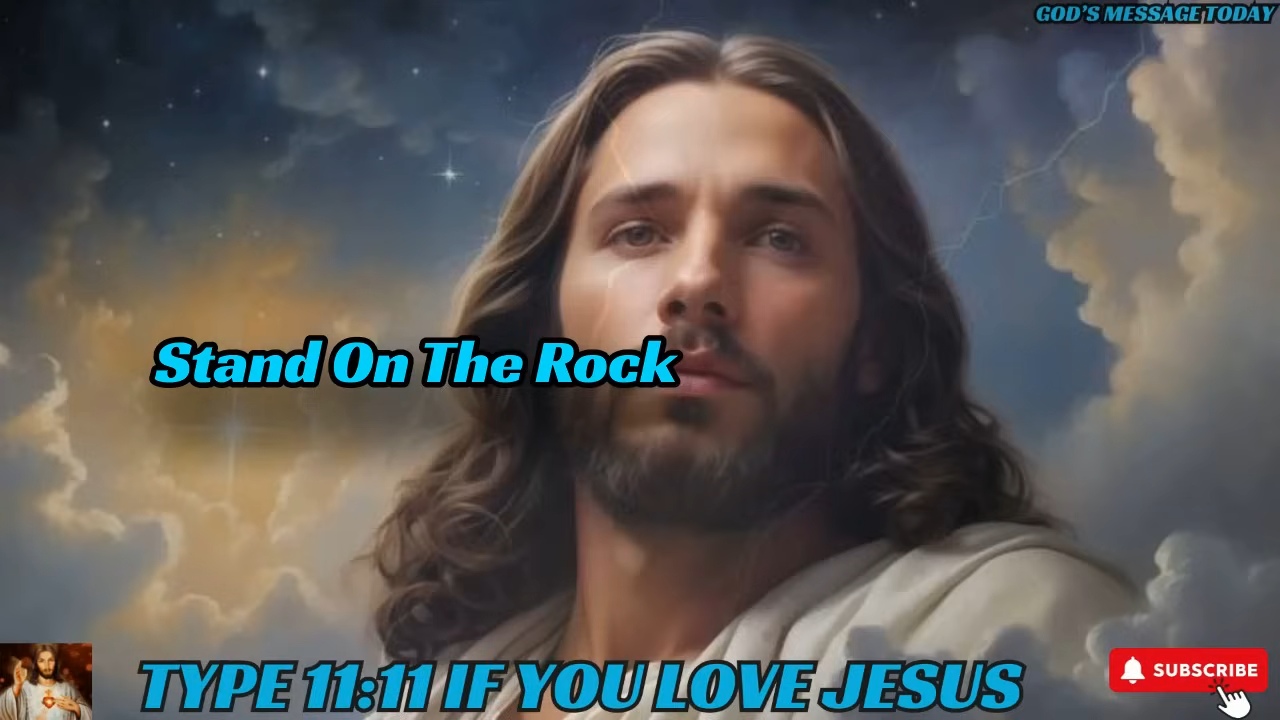 GOD'S MESSAGE TODAY
Stand On The Rock
TYPE 11:11 IF YOU LOVE JESUS
SUBSCRIBE